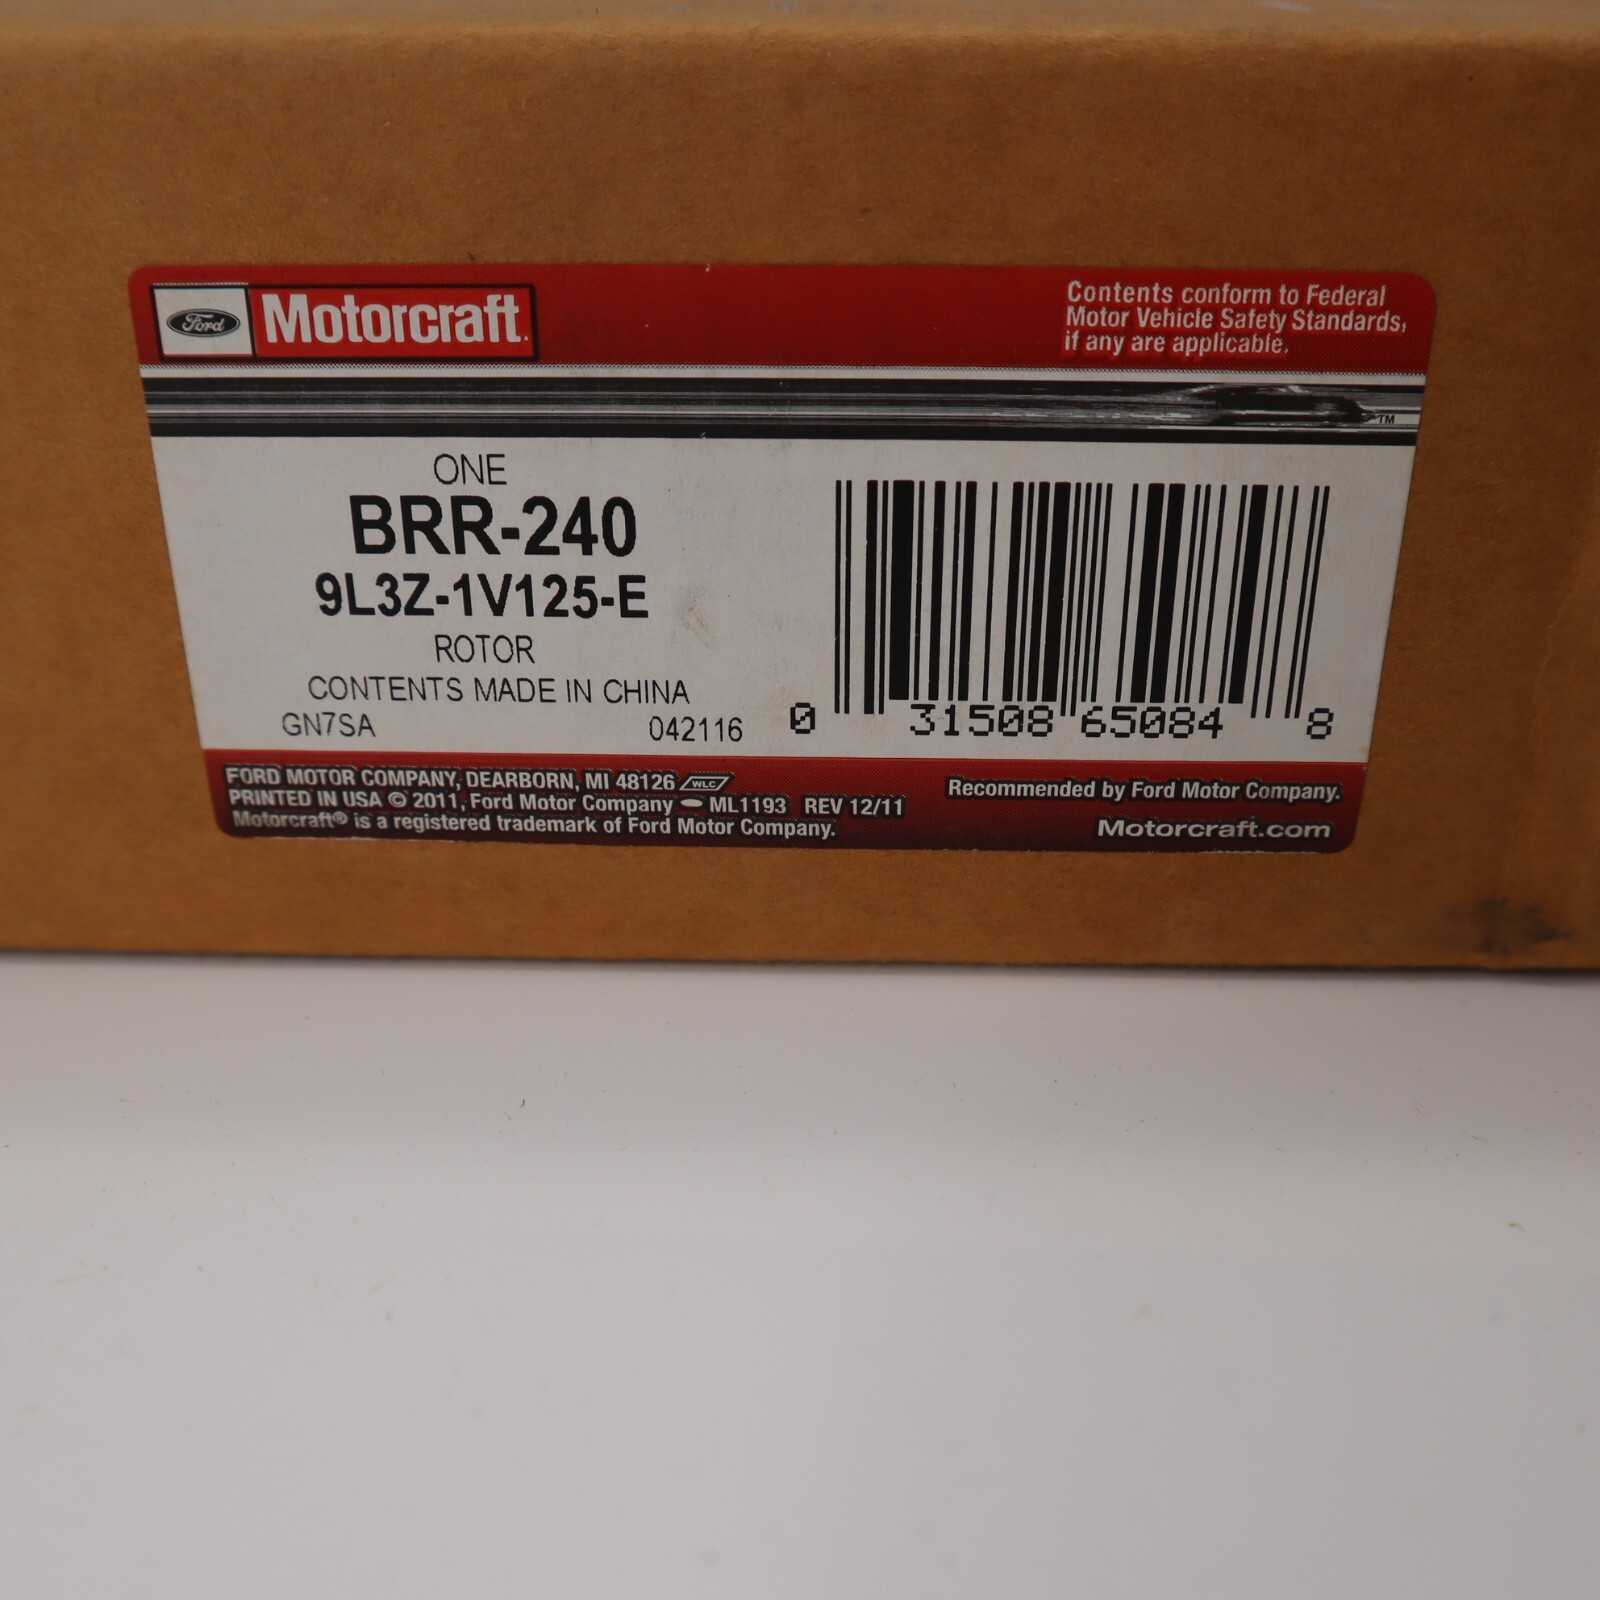 Ford Motorcraft®
Contents conform to Federal
Motor Vehicle Safety Standards,
if any are applicable.
TM
ONE
BRR-240
9L3Z-1V125-E
ROTOR
CONTENTS MADE IN CHINA
GN7SA 042116
0 31508 65084 8
FORD MOTOR COMPANY, DEARBORN, MI 48126 WLC
PRINTED IN USA © 2011, Ford Motor Company ML1193 REV 12/11
Motorcraft® is a registered trademark of Ford Motor Company.
Recommended by Ford Motor Company.
Motorcraft.com